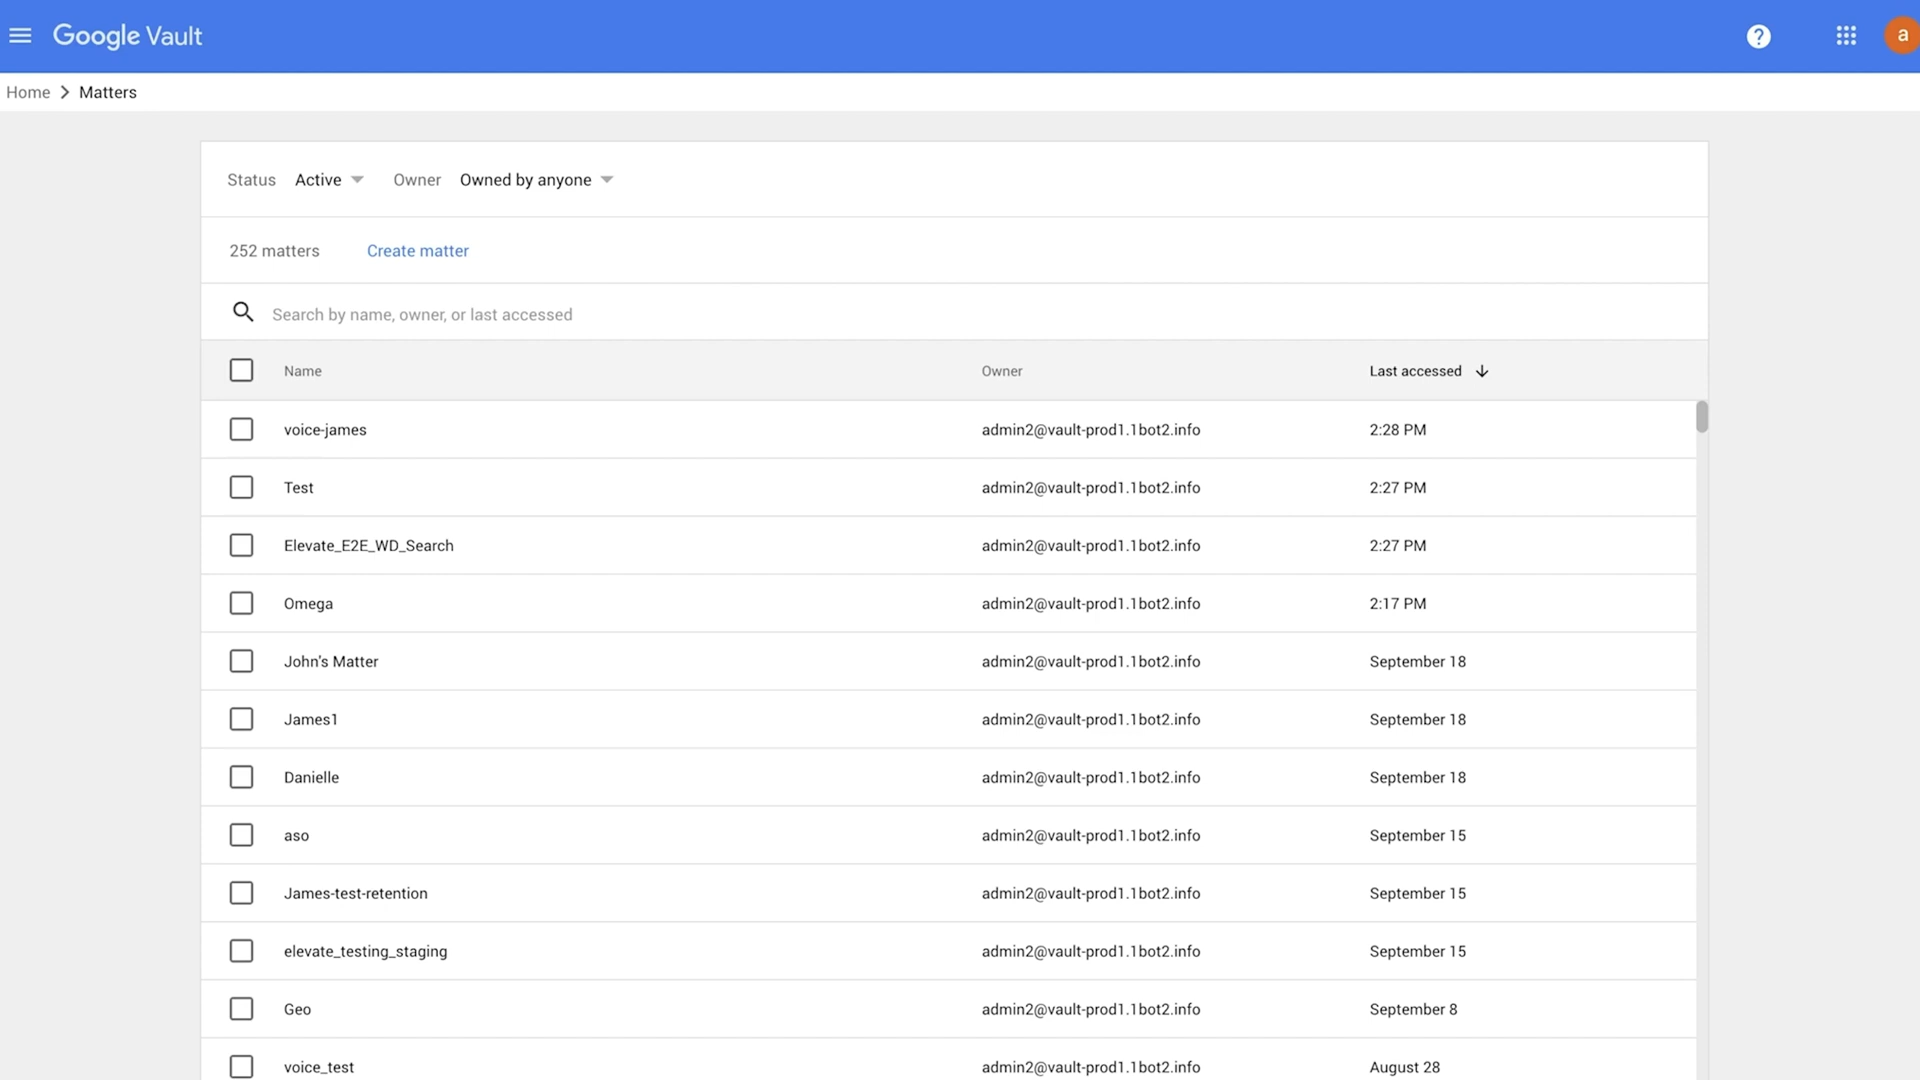 Google Vault
?
a
Home > Matters
Status Active Owner Owned by anyone
252 matters Create matter
Search by name, owner, or last accessed
Name Owner Last accessed
voice-james admin2@vault-prod1.1bot2.info 2:28 PM
Test admin2@vault-prod1.1bot2.info 2:27 PM
Elevate_E2E_WD_Search admin2@vault-prod1.1bot2.info 2:27 PM
Omega admin2@vault-prod1.1bot2.info 2:17 PM
John's Matter admin2@vault-prod1.1bot2.info September 18
James1 admin2@vault-prod1.1bot2.info September 18
Danielle admin2@vault-prod1.1bot2.info September 18
aso admin2@vault-prod1.1bot2.info September 15
James-test-retention admin2@vault-prod1.1bot2.info September 15
elevate_testing_staging admin2@vault-prod1.1bot2.info September 15
Geo admin2@vault-prod1.1bot2.info September 8
voice_test admin2@vault-prod1.1bot2.info August 28